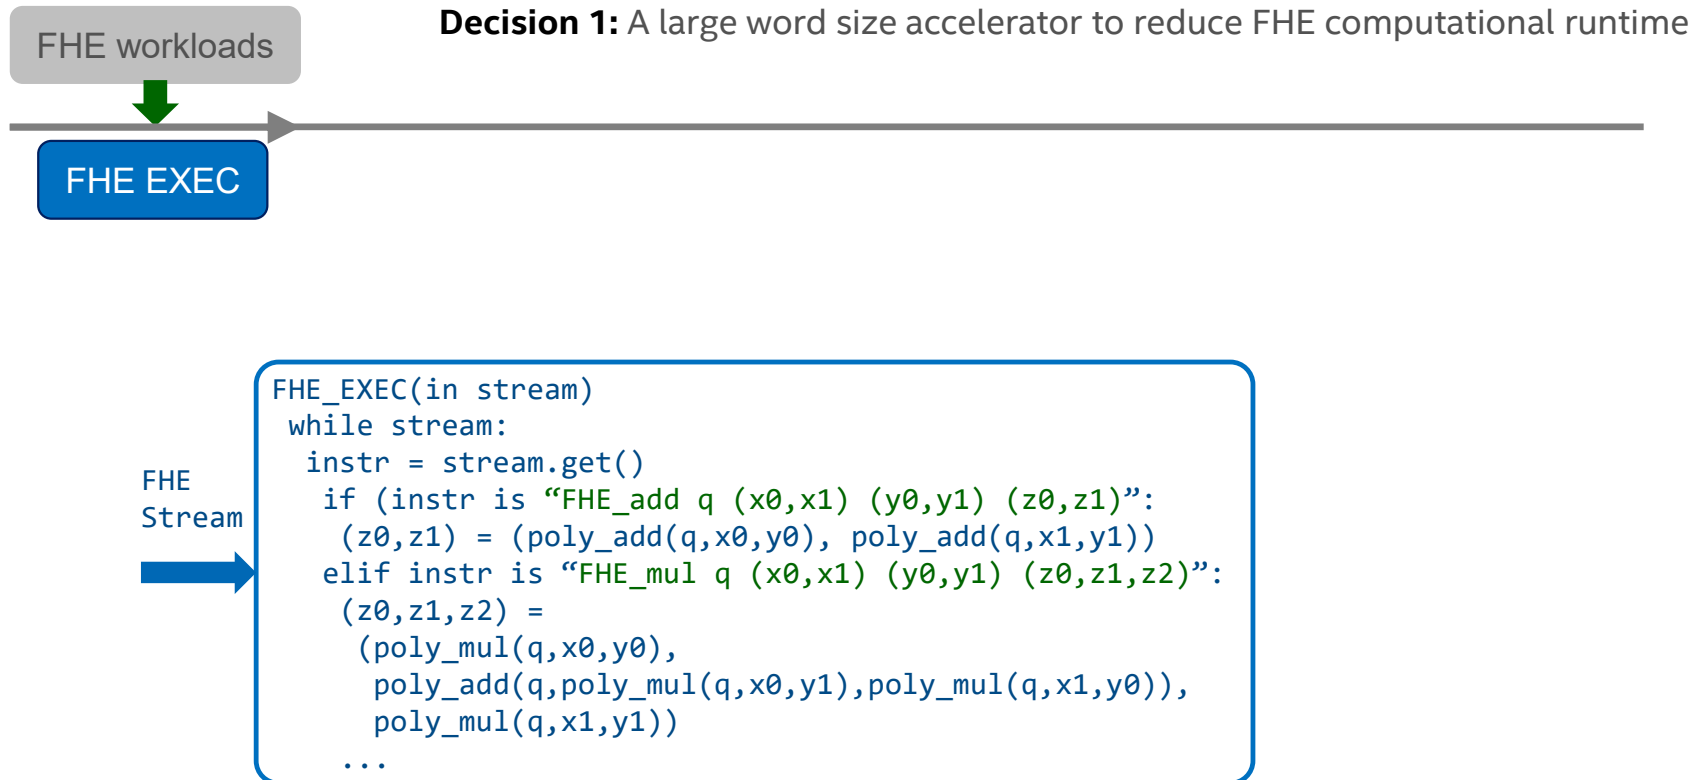 FHE workloads
Decision 1: A large word size accelerator to reduce FHE computational runtime
FHE EXEC
FHE
Stream
FHE_EXEC(in stream)
while stream:
instr = stream.get()
if (instr is “FHE_add q (x0,x1) (y0,y1) (z0,z1)”:
(z0,z1) = (poly_add(q,x0,y0), poly_add(q,x1,y1))
elif instr is “FHE_mul q (x0,x1) (y0,y1) (z0,z1,z2)”:
(z0,z1,z2) =
(poly_mul(q,x0,y0),
poly_add(q,poly_mul(q,x0,y1),poly_mul(q,x1,y0)),
poly_mul(q,x1,y1))
...